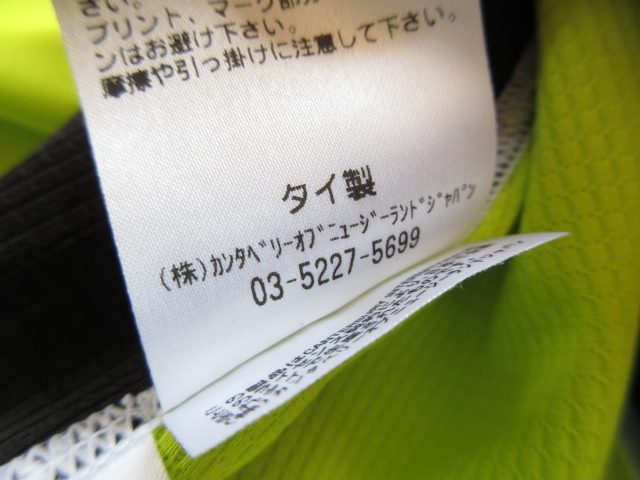 さい。
プリント、マーク部分
ンはお避け下さい。
摩擦や引っ掛けに注意して下さい。
タイ製
(株)カンタベリーオブニュージーランドジャパン
03-5227-5699